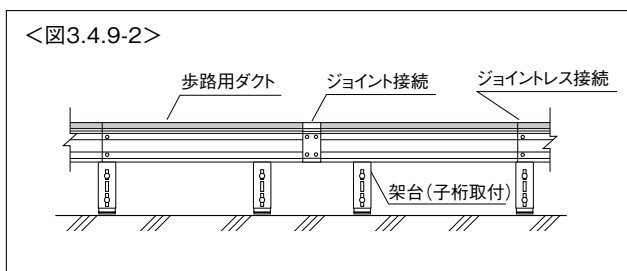 <図3.4.9-2>
歩路用ダクト
ジョイント接続
ジョイントレス接続
架台(子桁取付)